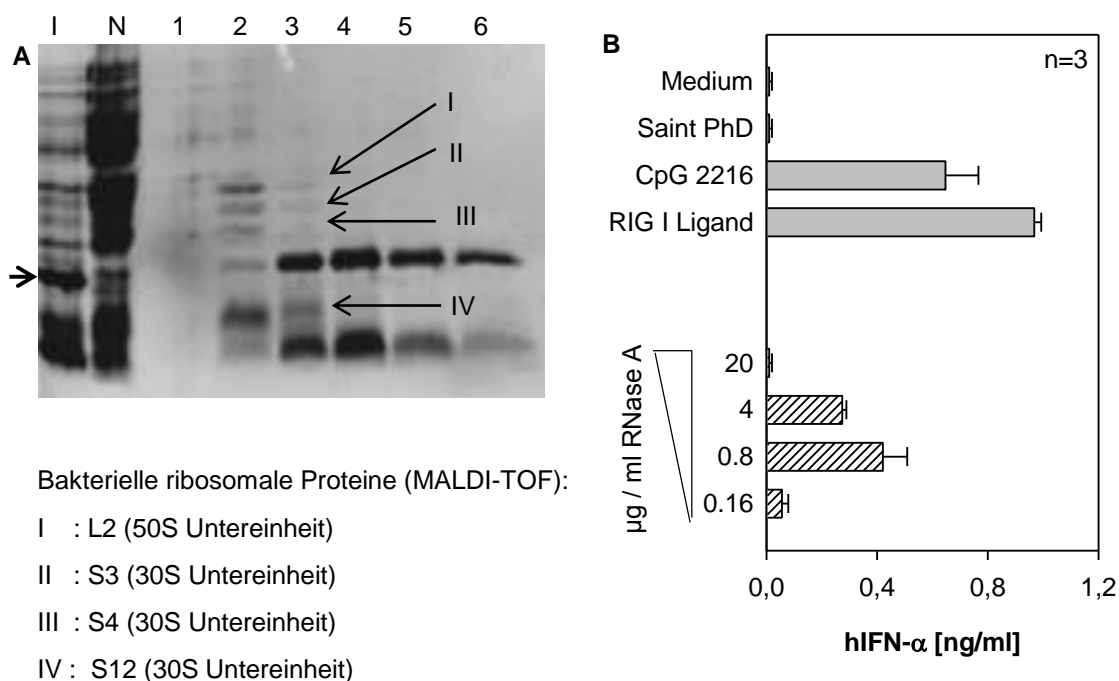 I N 1 2 3 4 5 6
A
I
II
III
IV
Bakterielle ribosomale Proteine (MALDI-TOF):
I : L2 (50S Untereinheit)
II : S3 (30S Untereinheit)
III : S4 (30S Untereinheit)
IV : S12 (30S Untereinheit)
B
n=3
Medium
Saint PhD
CpG 2216
RIG I Ligand
µg / ml RNase A
20
4
0.8
0.16
0,0 0,4 0,8 1,2
hIFN-α [ng/ml]